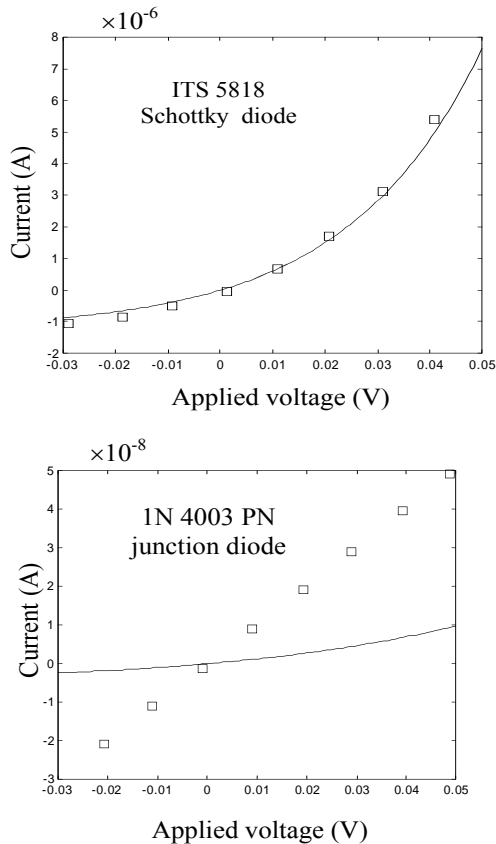 ×10-6
8
7
6
5
4
3
2
1
0
-1
-2
ITS 5818
Schottky diode
Current (A)
-0.03 -0.02 -0.01 0 0.01 0.02 0.03 0.04 0.05
Applied voltage (V)
×10-8
5
4
3
2
1
0
-1
-2
-3
1N 4003 PN
junction diode
Current (A)
-0.03 -0.02 -0.01 0 0.01 0.02 0.03 0.04 0.05
Applied voltage (V)